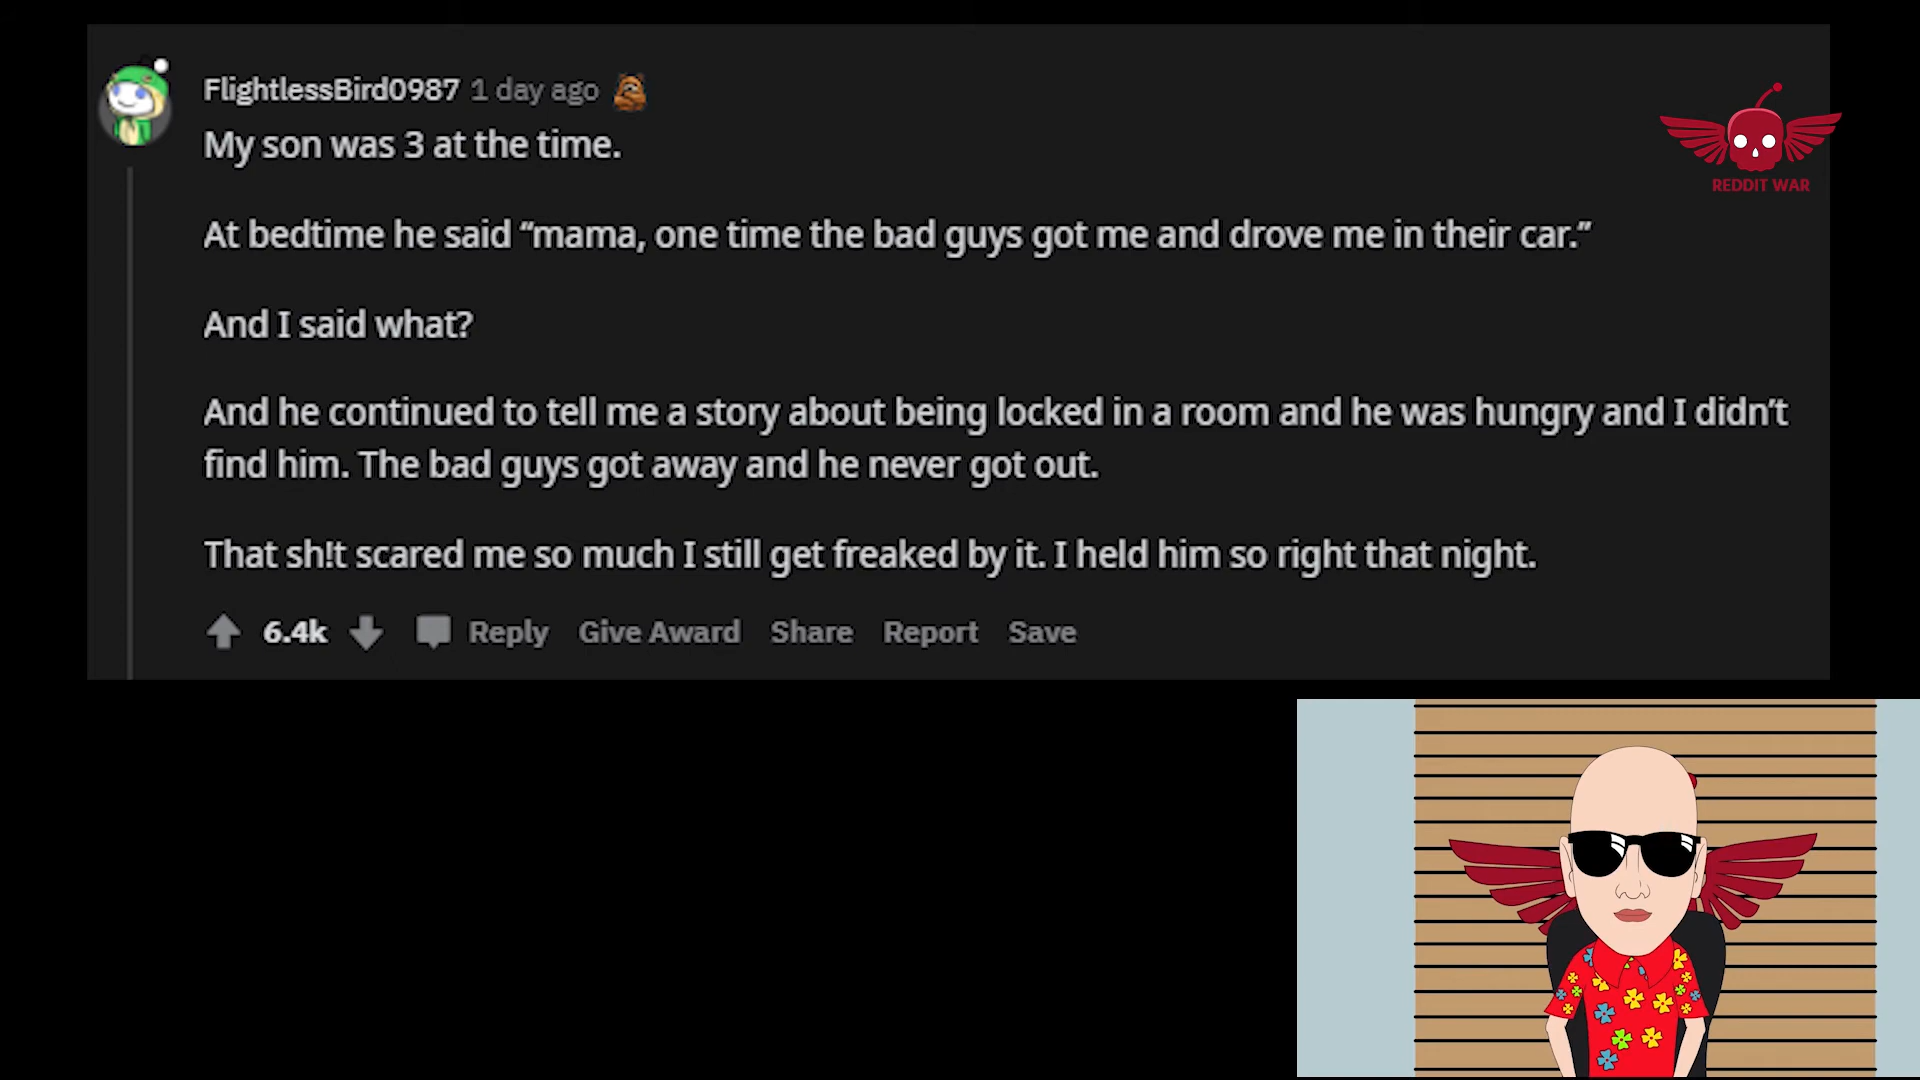 FlightlessBird0987 1 day ago
My son was 3 at the time.
REDDIT WAR
At bedtime he said “mama, one time the bad guys got me and drove me in their car.”
And I said what?
And he continued to tell me a story about being locked in a room and he was hungry and I didn’t
find him. The bad guys got away and he never got out.
That sh!t scared me so much I still get freaked by it. I held him so right that night.
6.4k Reply Give Award Share Report Save